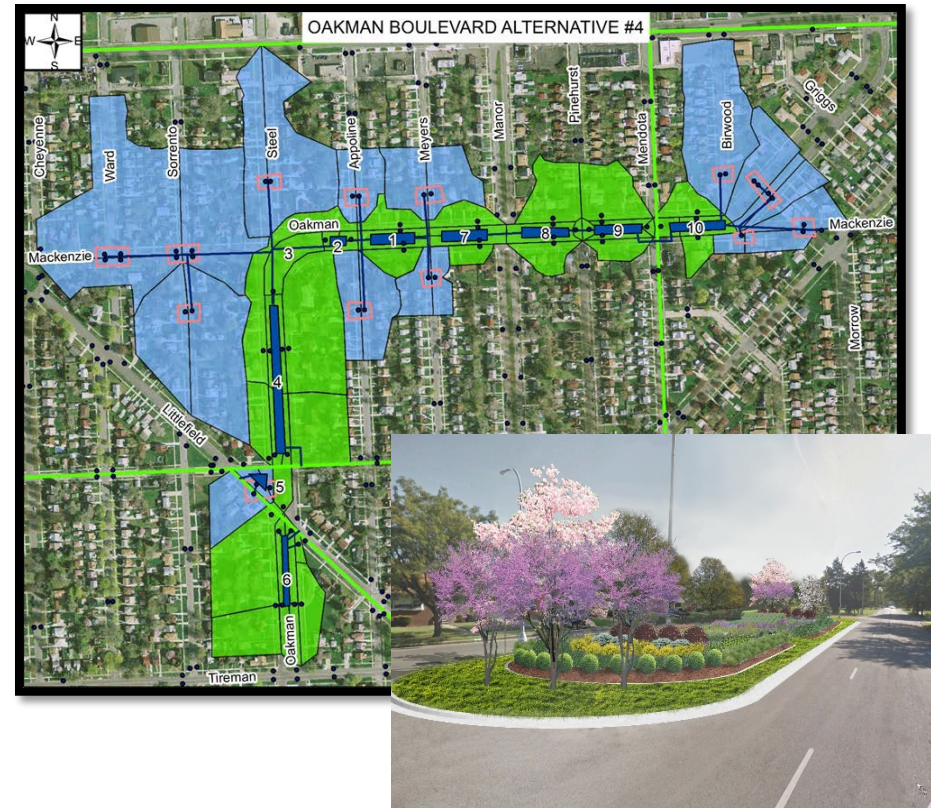 OAKMAN BOULEVARD ALTERNATIVE #4
N
W E
S
Cheyenne
Ward
Sorrento
Steel
Appoline
Meyers
Manor
Pinehurst
Mendota
Birwood
Griggs
Oakman
Mackenzie
3
2
1
7
8
9
10
Mackenzie
Morrow
4
Littlefield
5
6
Oakman
Tireman